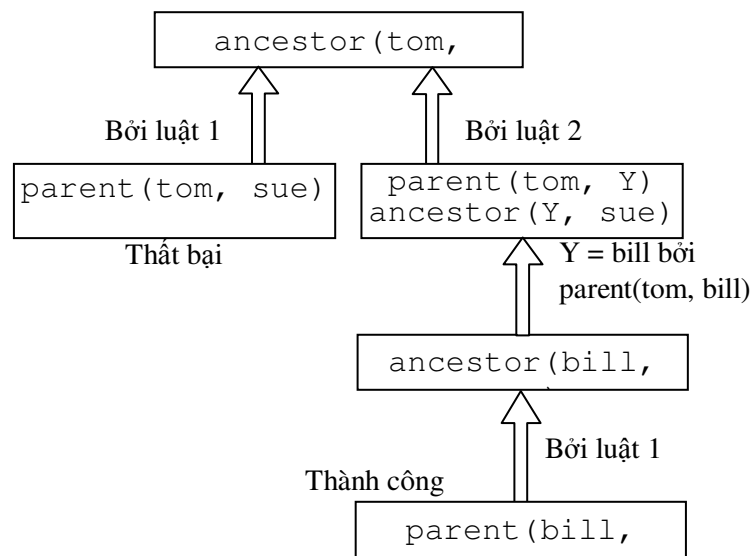 ancestor(tom,
Bởi luật 1
Bởi luật 2
parent(tom, sue)
parent(tom, Y)
ancestor(Y, sue)
Thất bại
Y = bill bởi
parent(tom, bill)
ancestor(bill,
Bởi luật 1
Thành công
parent(bill,